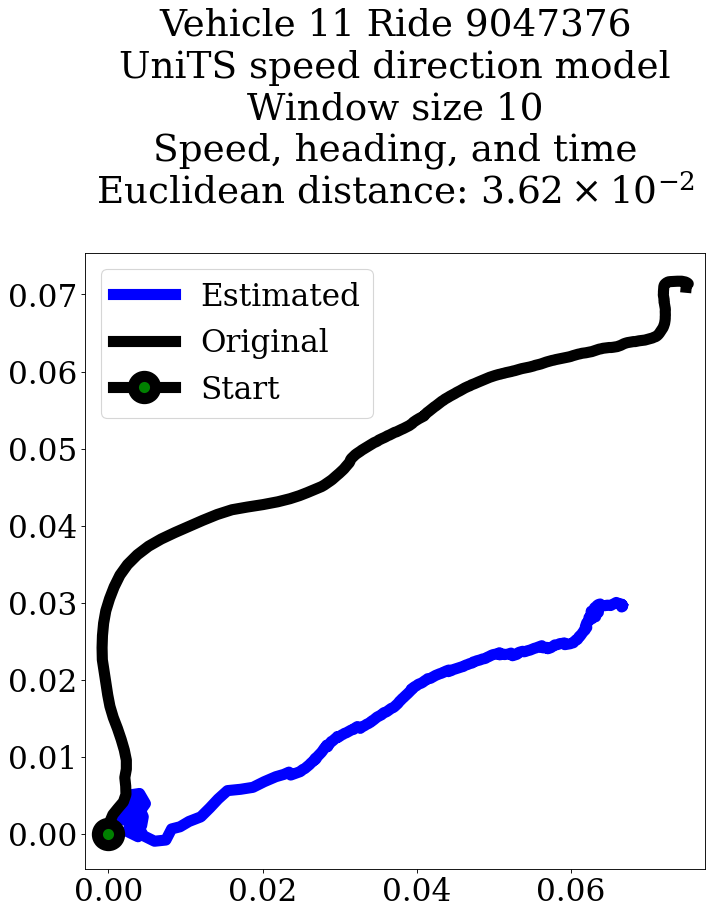 Vehicle 11 Ride 9047376
UniTS speed direction model
Window size 10
Speed, heading, and time
Euclidean distance: 3.62 × 10⁻²
Estimated
Original
Start
0.07
0.06
0.05
0.04
0.03
0.02
0.01
0.00
0.00 0.02 0.04 0.06